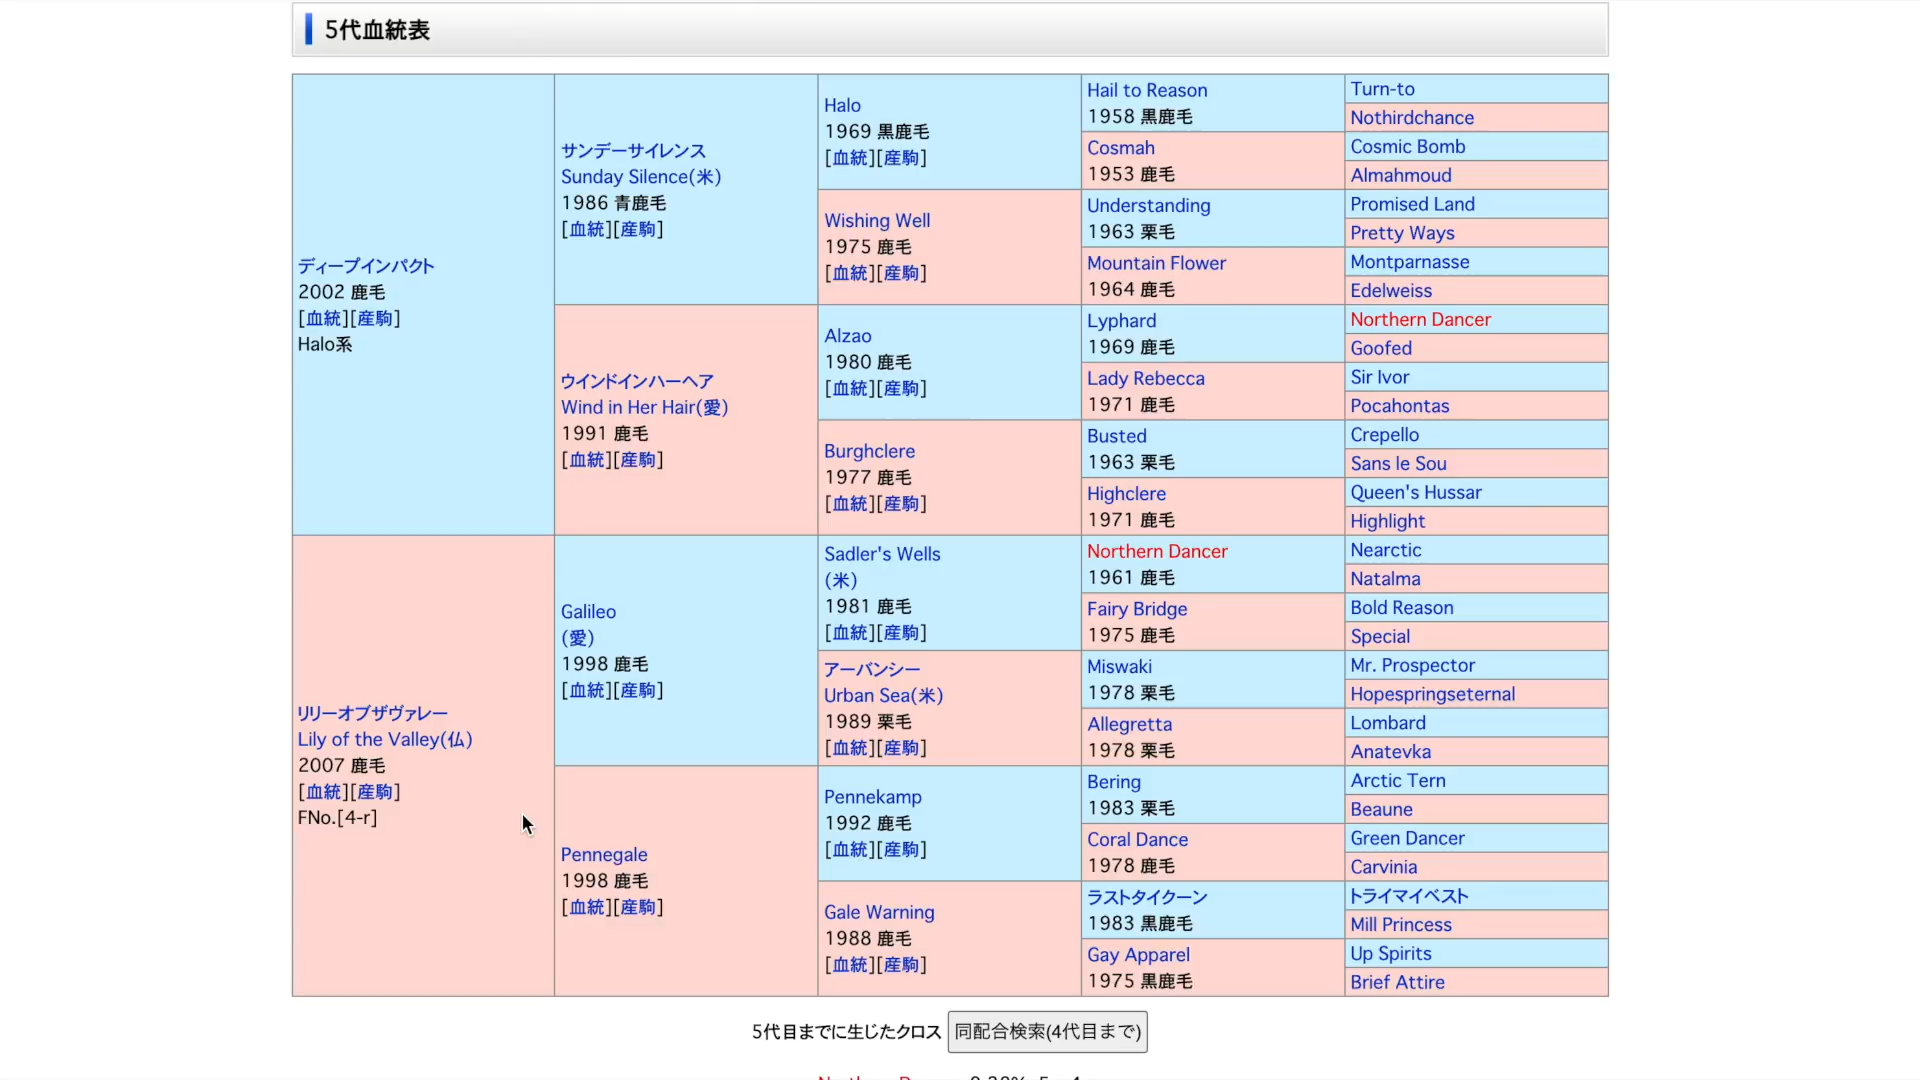 5代血統表
ディープインパクト
2002 鹿毛
[血統][産駒]
Halo系
サンデーサイレンス
Sunday Silence(米)
1986 青鹿毛
[血統][産駒]
Halo
1969 黒鹿毛
[血統][産駒]
Hail to Reason
1958 黒鹿毛
Turn-to
Nothirdchance
Cosmah
1953 鹿毛
Cosmic Bomb
Almahmoud
Wishing Well
1975 鹿毛
[血統][産駒]
Understanding
1963 栗毛
Promised Land
Pretty Ways
Mountain Flower
1964 鹿毛
Montparnasse
Edelweiss
ウインドインハーヘア
Wind in Her Hair(愛)
1991 鹿毛
[血統][産駒]
Alzao
1980 鹿毛
[血統][産駒]
Lyphard
1969 鹿毛
Northern Dancer
Goofed
Lady Rebecca
1971 鹿毛
Sir Ivor
Pocahontas
Burghclere
1977 鹿毛
[血統][産駒]
Busted
1963 栗毛
Crepello
Sans le Sou
Highclere
1971 鹿毛
Queen's Hussar
Highlight
リリーオブザヴァレー
Lily of the Valley(仏)
2007 鹿毛
[血統][産駒]
FNo.[4-r]
Galileo
(愛)
1998 鹿毛
[血統][産駒]
Sadler's Wells
(米)
1981 鹿毛
[血統][産駒]
Northern Dancer
1961 鹿毛
Nearctic
Natalma
Fairy Bridge
1975 鹿毛
Bold Reason
Special
アーバンシー
Urban Sea(米)
1989 栗毛
[血統][産駒]
Miswaki
1978 栗毛
Mr. Prospector
Hopespringseternal
Allegretta
1978 栗毛
Lombard
Anatevka
Pennegale
1998 鹿毛
[血統][産駒]
Pennekamp
1992 鹿毛
[血統][産駒]
Bering
1983 栗毛
Arctic Tern
Beaune
Coral Dance
1978 鹿毛
Green Dancer
Carvinia
Gale Warning
1988 鹿毛
[血統][産駒]
ラストタイクーン
1983 黒鹿毛
トライマイベスト
Mill Princess
Gay Apparel
1975 黒鹿毛
Up Spirits
Brief Attire
5代目までに生じたクロス 同配合検索(4代目まで)